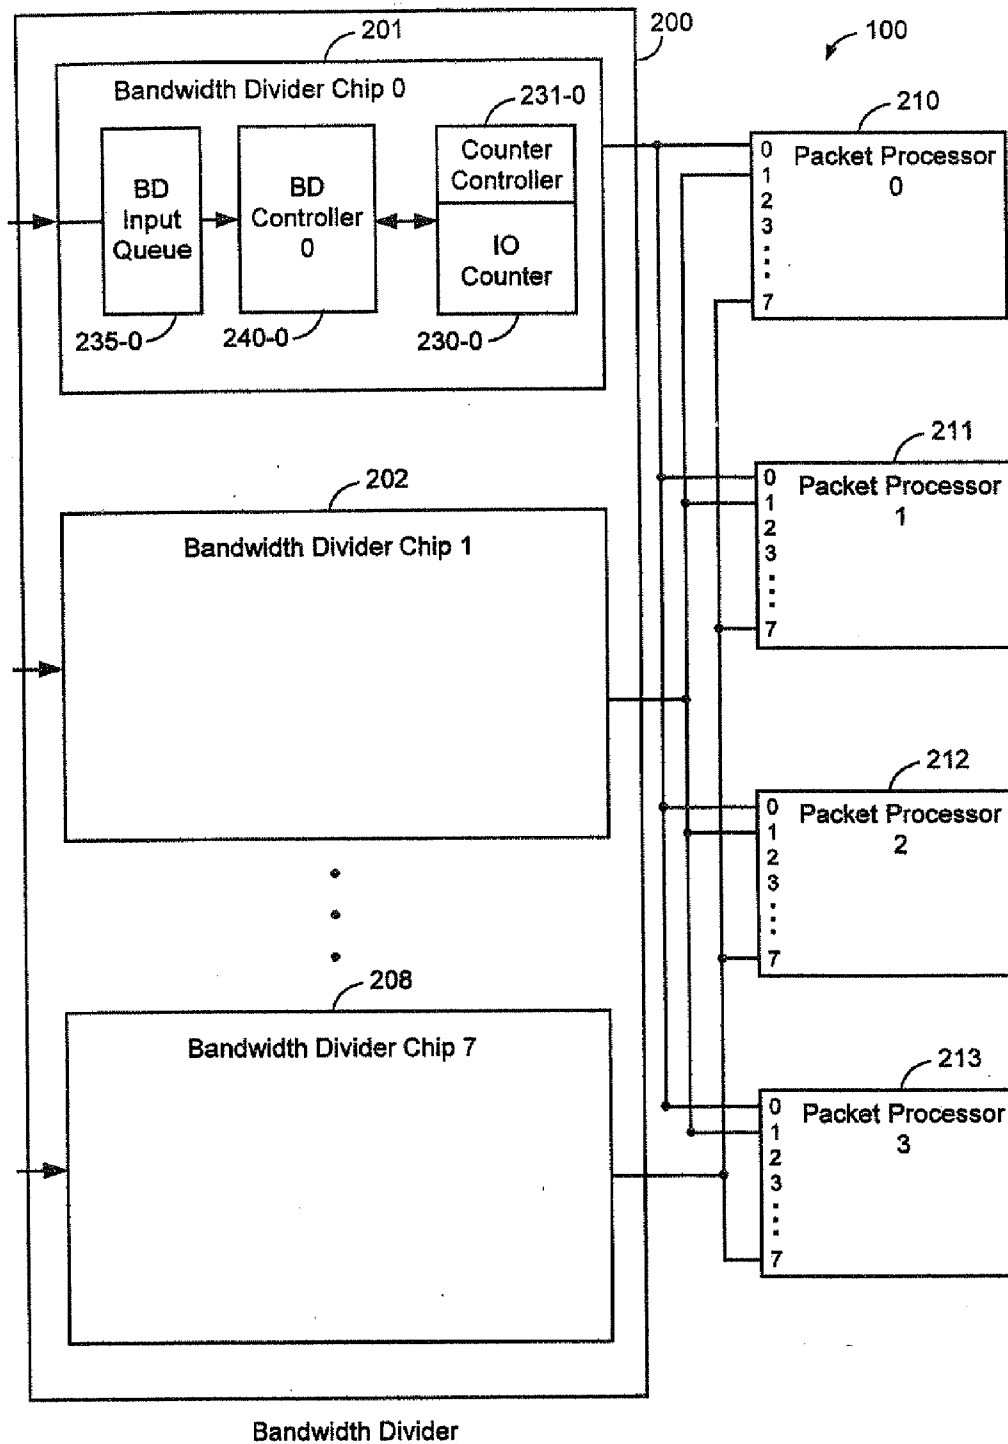 201
200
100
Bandwidth Divider Chip 0
231-0
BD
Input
Queue
BD
Controller
0
Counter
Controller
IO
Counter
235-0
240-0
230-0
210
0
1
2
3
7
Packet Processor
0
211
0
1
2
3
7
Packet Processor
1
202
Bandwidth Divider Chip 1
212
0
1
2
3
7
Packet Processor
2
208
Bandwidth Divider Chip 7
213
0
1
2
3
7
Packet Processor
3
Bandwidth Divider